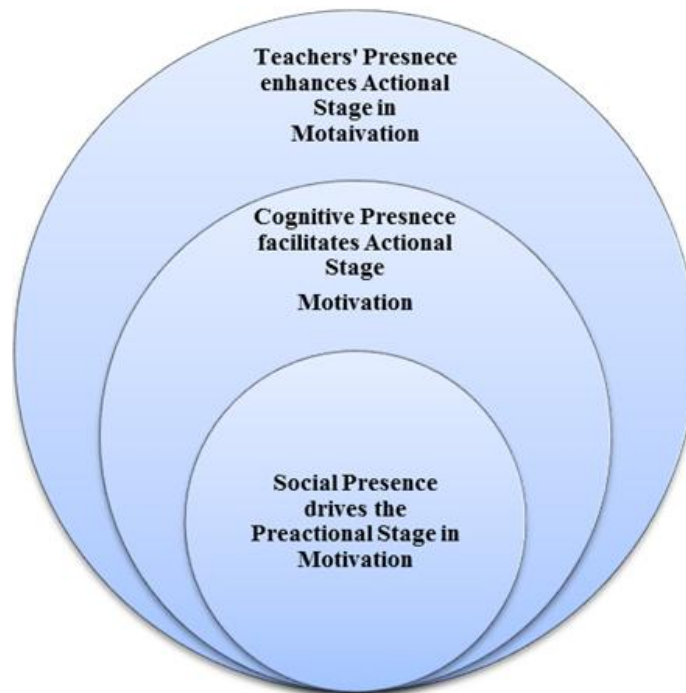 Teachers' Presnece
enhances Actional
Stage in
Motaivation
Cognitive Presnece
facilitates Actional
Stage
Motivation
Social Presence
drives the
Preactional Stage in
Motivation